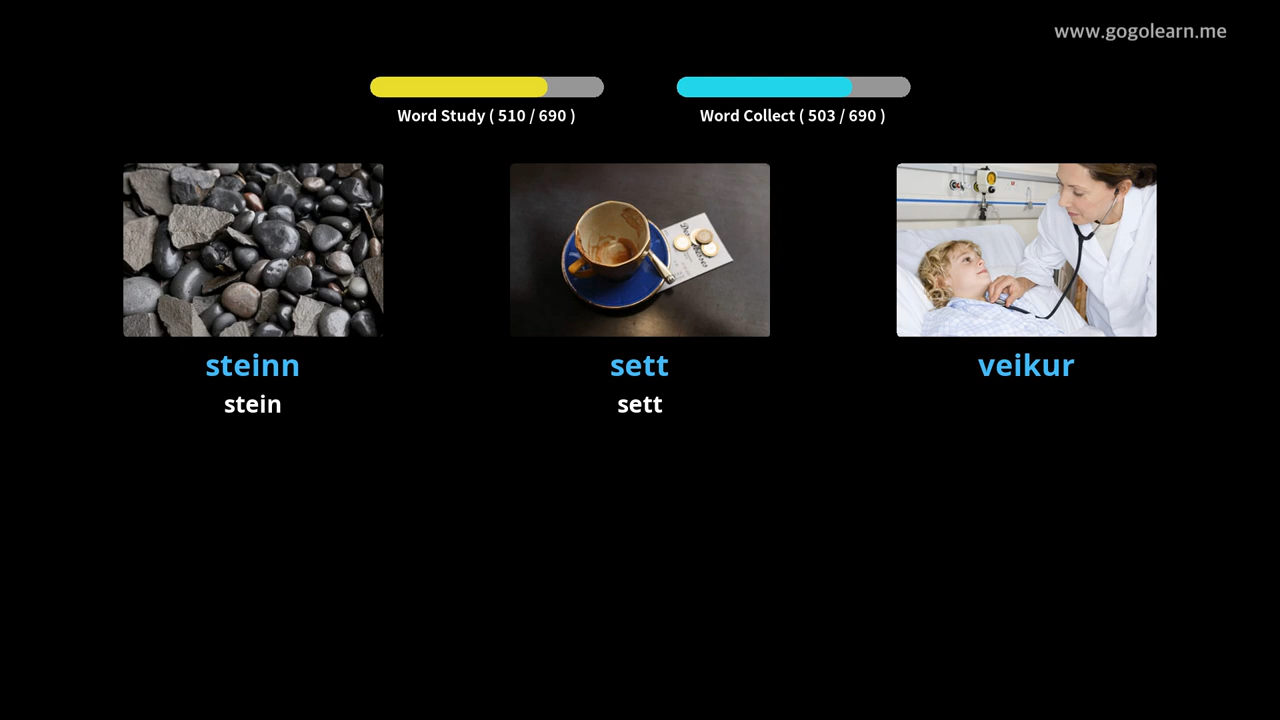 www.gogolearn.me
Word Study ( 510 / 690 )
Word Collect ( 503 / 690 )
steinn
stein
sett
sett
veikur